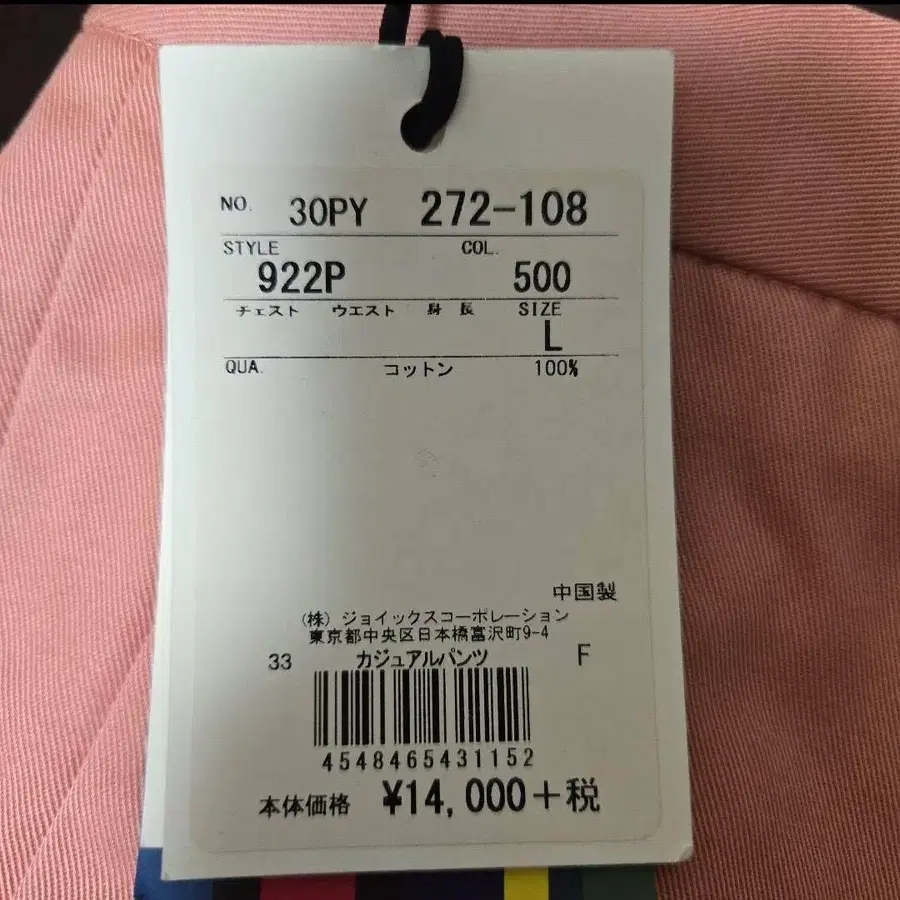 NO. 30PY 272-108
STYLE COL.
922P 500
チェスト ウエスト 身 長 SIZE
L
QUA. コットン 100%
中国製
(株) ジョイックスコーポレーション
東京都中央区日本橋富沢町9-4
33 カジュアルパンツ F
4548465431152
本体価格 ¥14,000+税